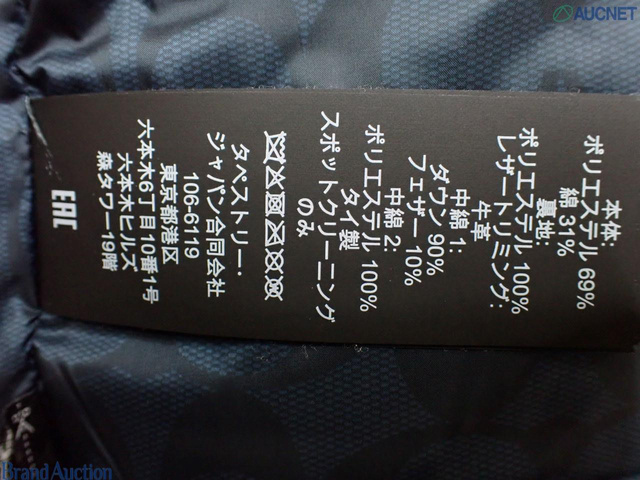 本体:
ポリエステル 69%
綿 31%
裏地:
ポリエステル 100%
レザートリミング:
牛革
中綿 1:
ダウン 90%
フェザー 10%
中綿 2:
ポリエステル 100%
タイ製
スポットクリーニング
のみ
タペストリー・
ジャパン合同会社
106-6119
東京都港区
六本木6丁目10番1号
六本木ヒルズ
森タワー19階
EAC
AUCNET
Brand Auction